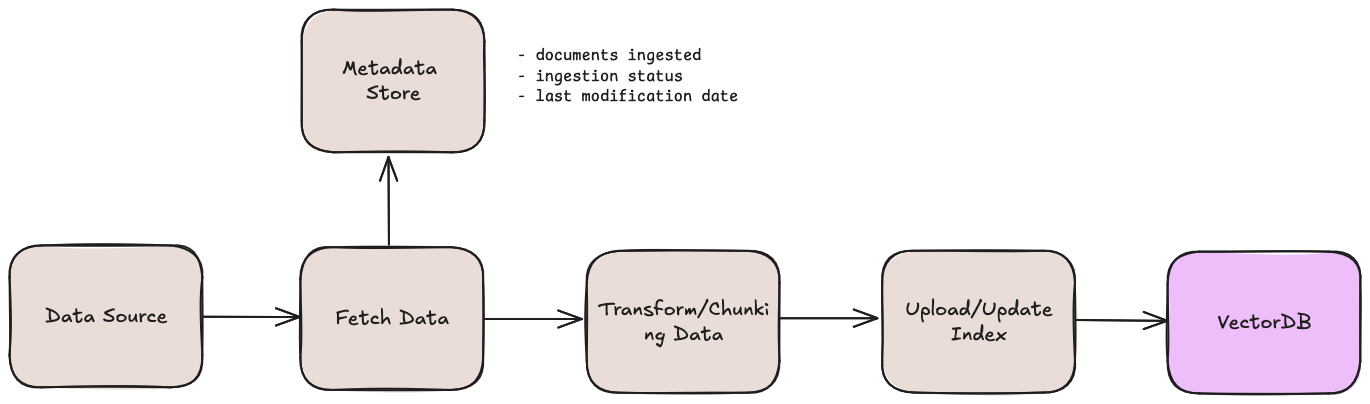 Metadata
Store
- documents ingested
- ingestion status
- last modification date
Data Source
Fetch Data
Transform/Chunki
ng Data
Upload/Update
Index
VectorDB